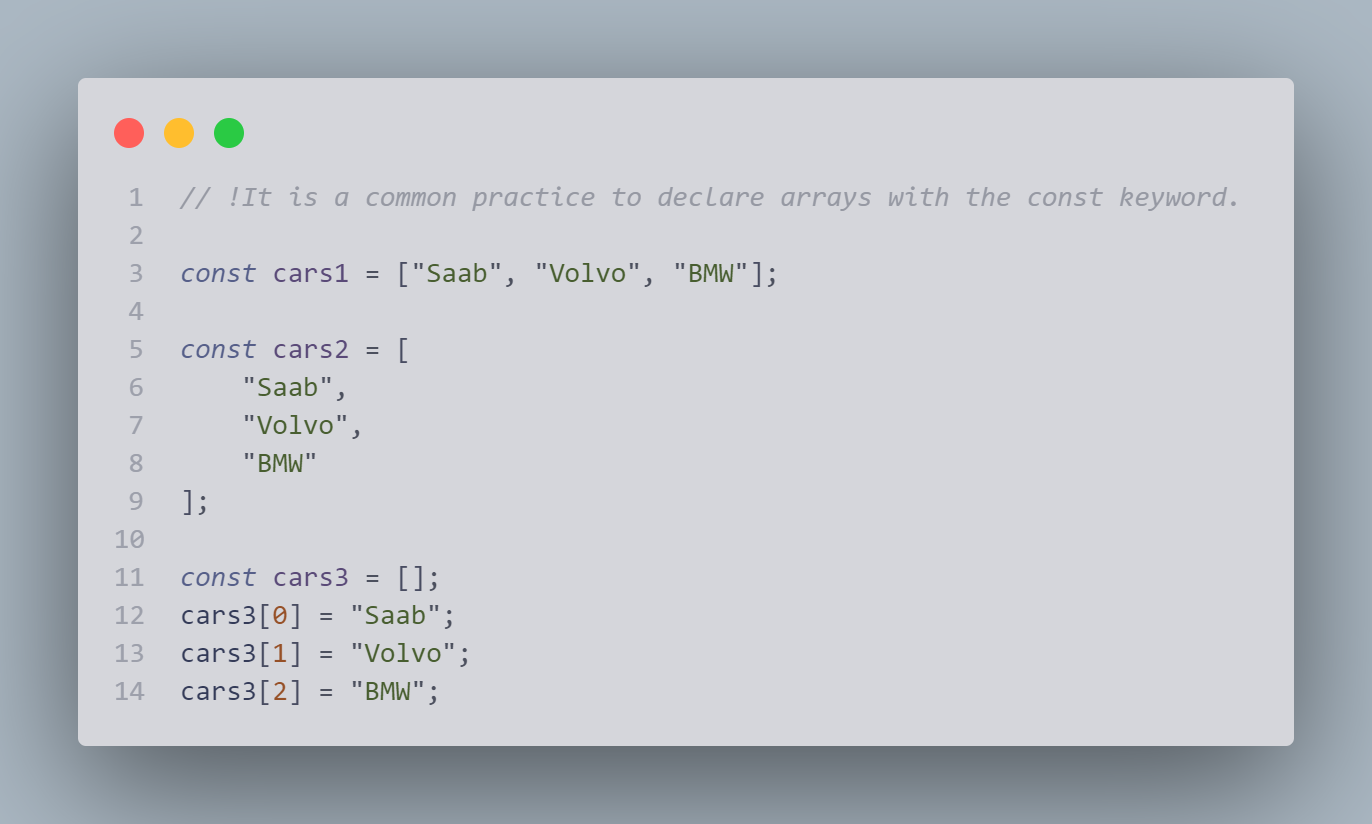 1 // !It is a common practice to declare arrays with the const keyword.
2
3 const cars1 = ["Saab", "Volvo", "BMW"];
4
5 const cars2 = [
6     "Saab",
7     "Volvo",
8     "BMW"
9 ];
10
11 const cars3 = [];
12 cars3[0] = "Saab";
13 cars3[1] = "Volvo";
14 cars3[2] = "BMW";